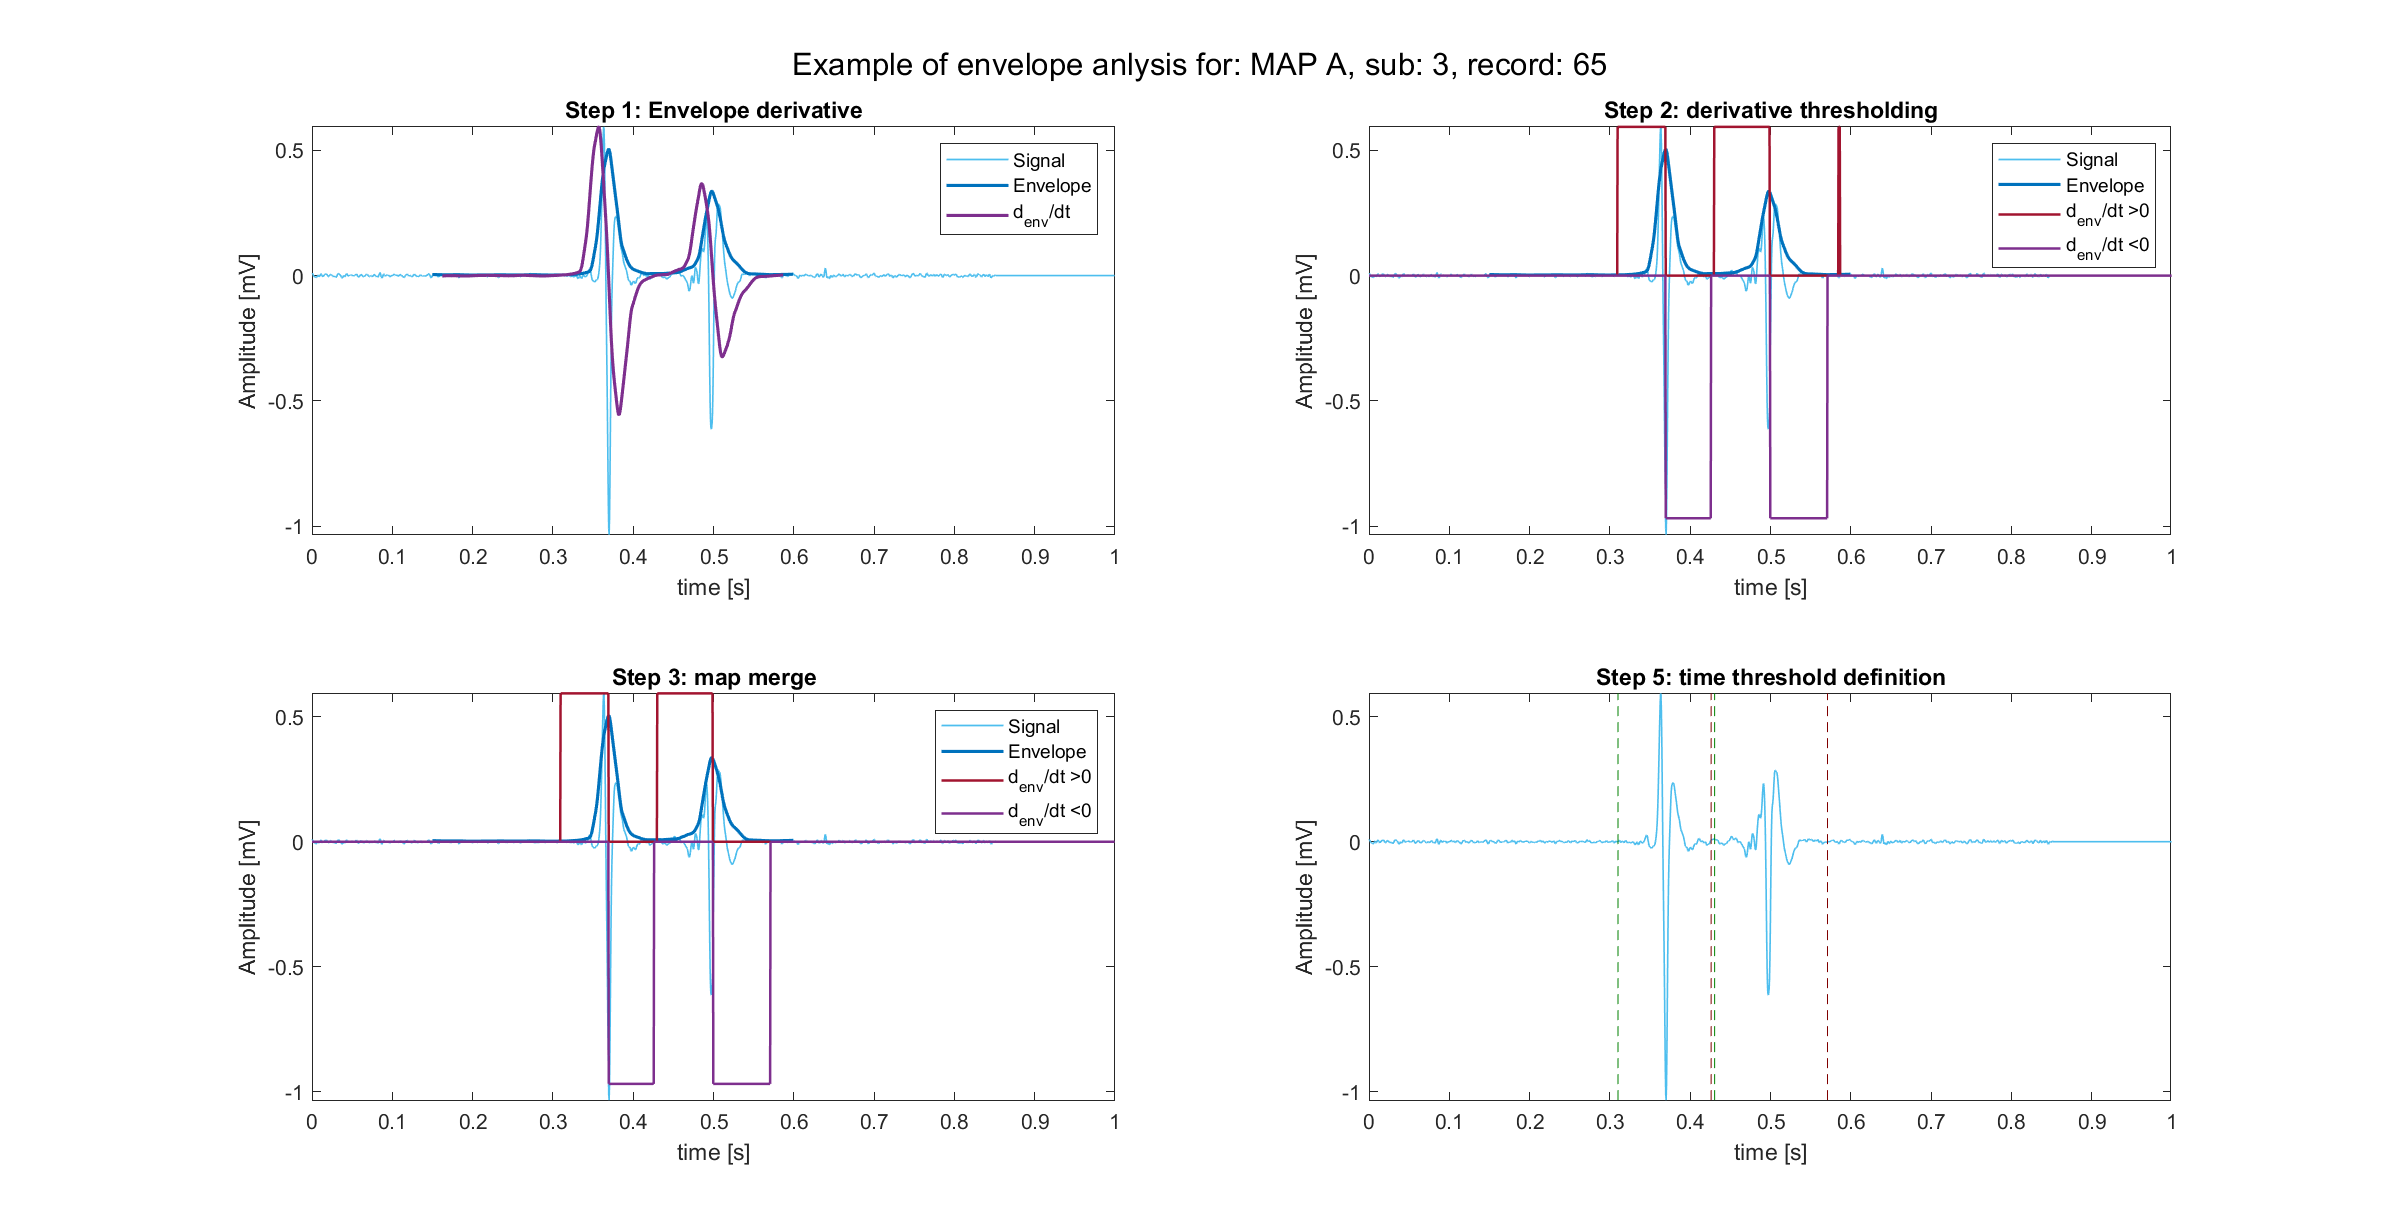 Example of envelope anlysis for: MAP A, sub: 3, record: 65
Step 1: Envelope derivative
0.5
0
-0.5
-1
0 0.1 0.2 0.3 0.4 0.5 0.6 0.7 0.8 0.9 1
time [s]
Amplitude [mV]
Signal
Envelope
d_env/dt
Step 2: derivative thresholding
0.5
0
-0.5
-1
0 0.1 0.2 0.3 0.4 0.5 0.6 0.7 0.8 0.9 1
time [s]
Amplitude [mV]
Signal
Envelope
d_env/dt >0
d_env/dt <0
Step 3: map merge
0.5
0
-0.5
-1
0 0.1 0.2 0.3 0.4 0.5 0.6 0.7 0.8 0.9 1
time [s]
Amplitude [mV]
Signal
Envelope
d_env/dt >0
d_env/dt <0
Step 5: time threshold definition
0.5
0
-0.5
-1
0 0.1 0.2 0.3 0.4 0.5 0.6 0.7 0.8 0.9 1
time [s]
Amplitude [mV]